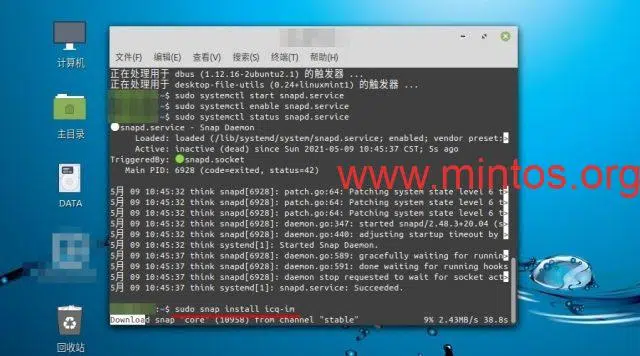 计算机
主目录
DATA
回收站
文件(F) 编辑(E) 查看(V) 搜索(S) 终端(T) 帮助(H)
正在处理用于 dbus (1.12.16-2ubuntu2.1) 的触发器 ...
正在处理用于 desktop-file-utils (0.24+linuxmint1) 的触发器 ...
:~$ sudo systemctl start snapd.service
:~$ sudo systemctl enable snapd.service
:~$ sudo systemctl status snapd.service
snapd.service - Snap Daemon
Loaded: loaded (/lib/systemd/system/snapd.service; enabled; vendor preset:>
Active: inactive (dead) since Sun 2021-05-09 10:45:37 CST; 5s ago
TriggeredBy: ●snapd.socket
Main PID: 6928 (code=exited, status=42)
www.mintos.org
5月 09 10:45:32 think snapd[6928]: patch.go:64: Patching system state level 6 t>
5月 09 10:45:32 think snapd[6928]: patch.go:64: Patching system state level 6 t>
5月 09 10:45:32 think snapd[6928]: patch.go:64: Patching system state level 6 t>
5月 09 10:45:32 think snapd[6928]: daemon.go:347: started snapd/2.48.3+20.04 (s>
5月 09 10:45:32 think snapd[6928]: daemon.go:440: adjusting startup timeout by >
5月 09 10:45:32 think systemd[1]: Started Snap Daemon.
5月 09 10:45:37 think snapd[6928]: daemon.go:589: gracefully waiting for runnin>
5月 09 10:45:37 think snapd[6928]: daemon.go:591: done waiting for running hooks
5月 09 10:45:37 think snapd[6928]: daemon stop requested to wait for socket act>
5月 09 10:45:37 think systemd[1]: snapd.service: Succeeded.
:~$ sudo snap install icq-im
Download snap "core" (10958) from channel "stable" 9% 2.43MB/s 38.8s